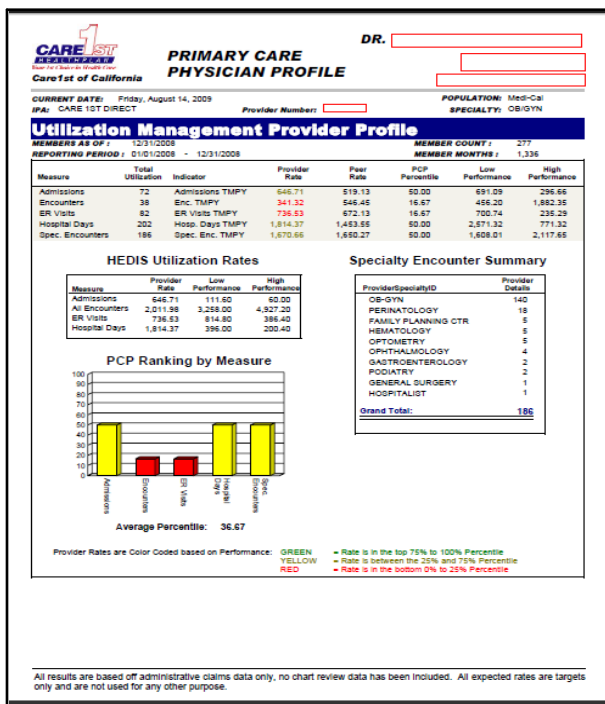 DR.
CARE 1ST
HEALTHPLAN
Your 1st Choice in Health Care
Care1st of California
PRIMARY CARE
PHYSICIAN PROFILE
CURRENT DATE: Friday, August 14, 2009 POPULATION: Medi-Cal
IPA: CARE 1ST DIRECT Provider Number: SPECIALTY: OB/GYN
Utilization Management Provider Profile
MEMBERS AS OF : 12/31/2008 MEMBER COUNT : 277
REPORTING PERIOD : 01/01/2008 - 12/31/2008 MEMBER MONTHS : 1,336
Measure Total Utilization Indicator Provider Rate Peer Rate PCP Percentile Low Performance High Performance
Admissions 72 Admissions TMPY 646.71 519.13 50.00 691.09 296.66
Encounters 38 Enc. TMPY 341.32 546.45 16.67 456.20 1,882.35
ER Visits 82 ER Visits TMPY 736.53 672.13 16.67 700.74 235.29
Hospital Days 202 Hosp. Days TMPY 1,814.37 1,453.55 50.00 2,571.32 771.32
Spec. Encounters 186 Spec. Enc. TMPY 1,670.66 1,650.27 50.00 1,608.01 2,117.65
HEDIS Utilization Rates
Measure Provider Rate Low Performance High Performance
Admissions 646.71 111.60 60.00
All Encounters 2,011.98 3,258.00 4,927.20
ER Visits 736.53 814.80 386.40
Hospital Days 1,814.37 396.00 200.40
Specialty Encounter Summary
ProviderSpecialtyID Provider Details
OB-GYN 140
PERINATOLOGY 18
FAMILY PLANNING CTR 5
HEMATOLOGY 5
OPTOMETRY 5
OPHTHALMOLOGY 4
GASTROENTEROLOGY 2
PODIATRY 2
GENERAL SURGERY 1
HOSPITALIST 1
Grand Total: 186
PCP Ranking by Measure
100
90
80
70
60
50
40
30
20
10
0
Admissions
Encounters
ER Visits
Hospital Days
Spec. Encounters
Average Percentile: 36.67
Provider Rates are Color Coded based on Performance: GREEN = Rate is in the top 75% to 100% Percentile
YELLOW = Rate is between the 25% and 75% Percentile
RED = Rate is in the bottom 0% to 25% Percentile
All results are based off administrative claims data only, no chart review data has been included. All expected rates are targets
only and are not used for any other purpose.